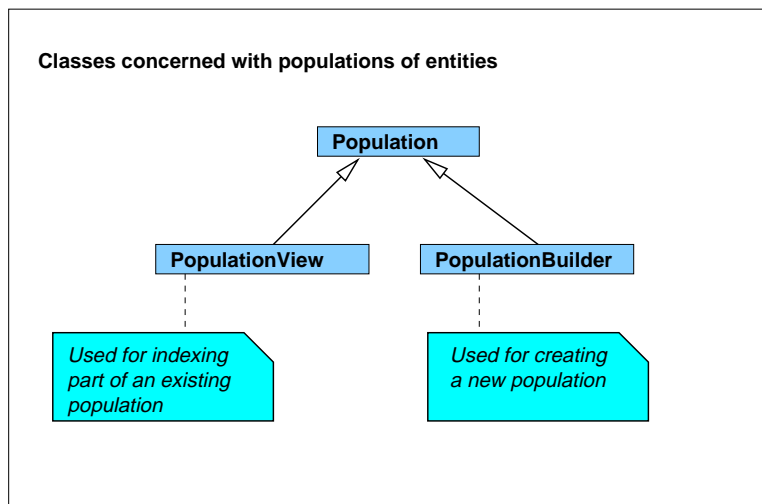 Classes concerned with populations of entities
Population
PopulationView
PopulationBuilder
Used for indexing
part of an existing
population
Used for creating
a new population